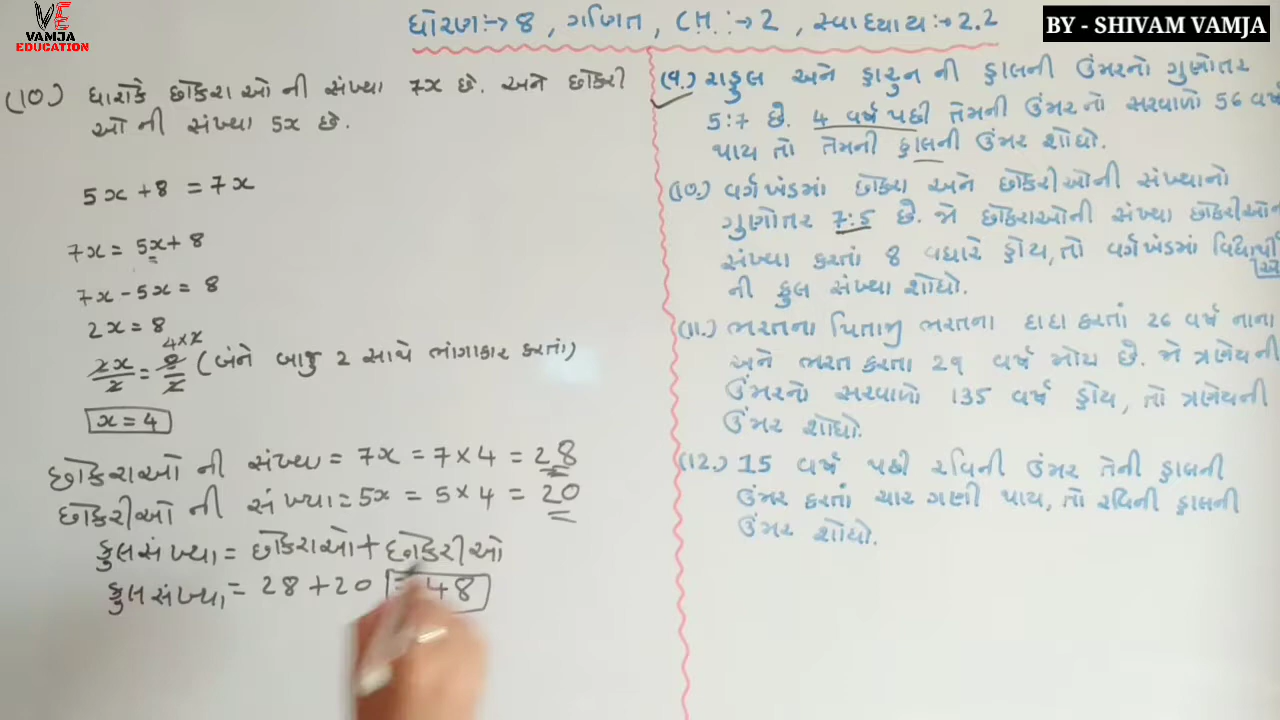 VE
VAMJA
EDUCATION
ધોરણ:→ 8 , ગણિત , CH. :→ 2 , સ્વાધ્યાય:→ 2.2
BY - SHIVAM VAMJA
(10) ધારોકે છોકરાઓની સંખ્યા 7x છે. અને છોકરી
ઓની સંખ્યા 5x છે.
5x + 8 = 7x
7x = 5x + 8
7x - 5x = 8
2x = 8
4 x 2
2x/2 = 8/2 (બંને બાજુ 2 સાથે ભાગાકાર કરતાં)
x = 4
છોકરાઓ ની સંખ્યા = 7x = 7 x 4 = 28
છોકરીઓ ની સંખ્યા = 5x = 5 x 4 = 20
કુલ સંખ્યા = છોકરાઓ + છોકરીઓ
કુલ સંખ્યા = 28 + 20 = 48
(9.) રાહુલ અને હારુન ની હાલની ઉંમરનો ગુણોતર
5:7 છે. 4 વર્ષ પછી તેમની ઉંમરનો સરવાળો 56 વર્ષ
થાય તો તેમની હાલની ઉંમર શોધો.
(10.) વર્ગખંડમાં છોકરા અને છોકરીઓની સંખ્યાનો
ગુણોતર 7:5 છે. જો છોકરાઓની સંખ્યા છોકરીઓની
સંખ્યા કરતાં 8 વધારે હોય, તો વર્ગખંડમાં વિદ્યાર્થી
ઓ
ની કુલ સંખ્યા શોધો.
(11.) ભરતના પિતાજી ભરતના દાદા કરતાં 26 વર્ષ નાના
અને ભરત કરતા 29 વર્ષ મોટા છે. જો ત્રણેયની
ઉંમરનો સરવાળો 135 વર્ષ હોય, તો ત્રણેયની
ઉંમર શોધો.
(12.) 15 વર્ષ પછી રવિની ઉંમર તેની હાલની
ઉંમર કરતાં ચાર ગણી થાય, તો રવિની હાલની
ઉંમર શોધો.